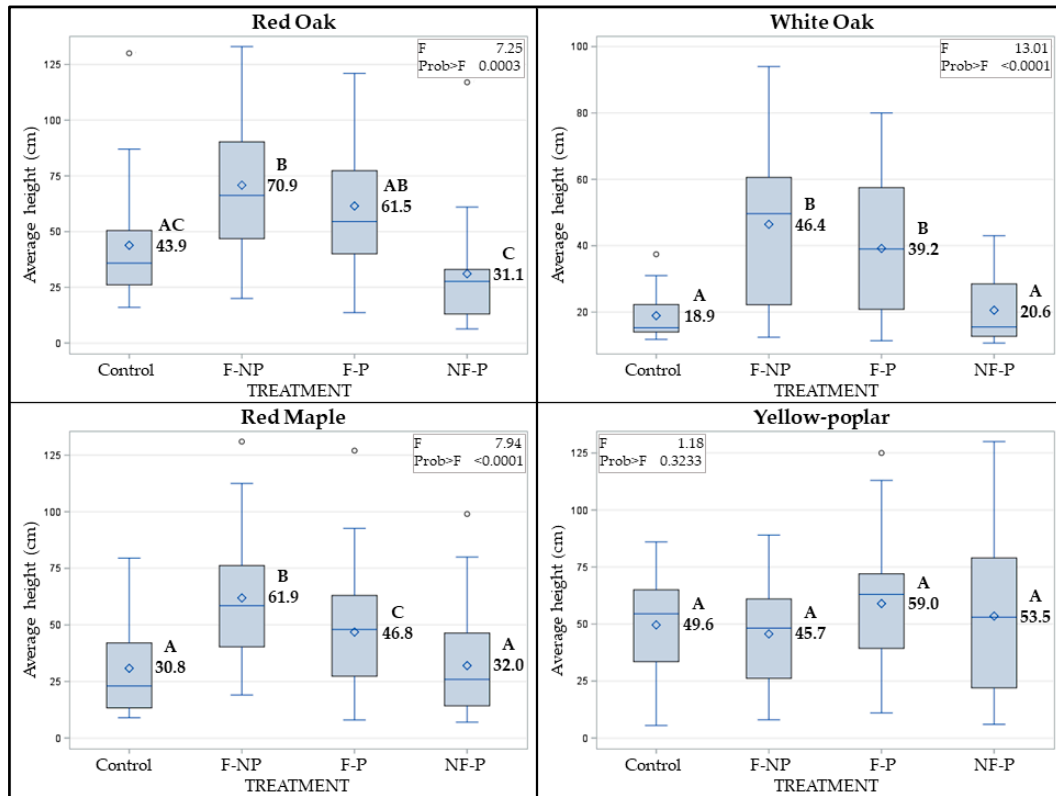 Red Oak
F 7.25
Prob>F 0.0003
Average height (cm)
125
100
75
50
25
0
AC
43.9
B
70.9
AB
61.5
C
31.1
Control F-NP F-P NF-P
TREATMENT
White Oak
F 13.01
Prob>F <0.0001
Average height (cm)
100
80
60
40
20
A
18.9
B
46.4
B
39.2
A
20.6
Control F-NP F-P NF-P
TREATMENT
Red Maple
F 7.94
Prob>F <0.0001
Average height (cm)
125
100
75
50
25
0
A
30.8
B
61.9
C
46.8
A
32.0
Control F-NP F-P NF-P
TREATMENT
Yellow-poplar
F 1.18
Prob>F 0.3233
Average height (cm)
125
100
75
50
25
0
A
49.6
A
45.7
A
59.0
A
53.5
Control F-NP F-P NF-P
TREATMENT